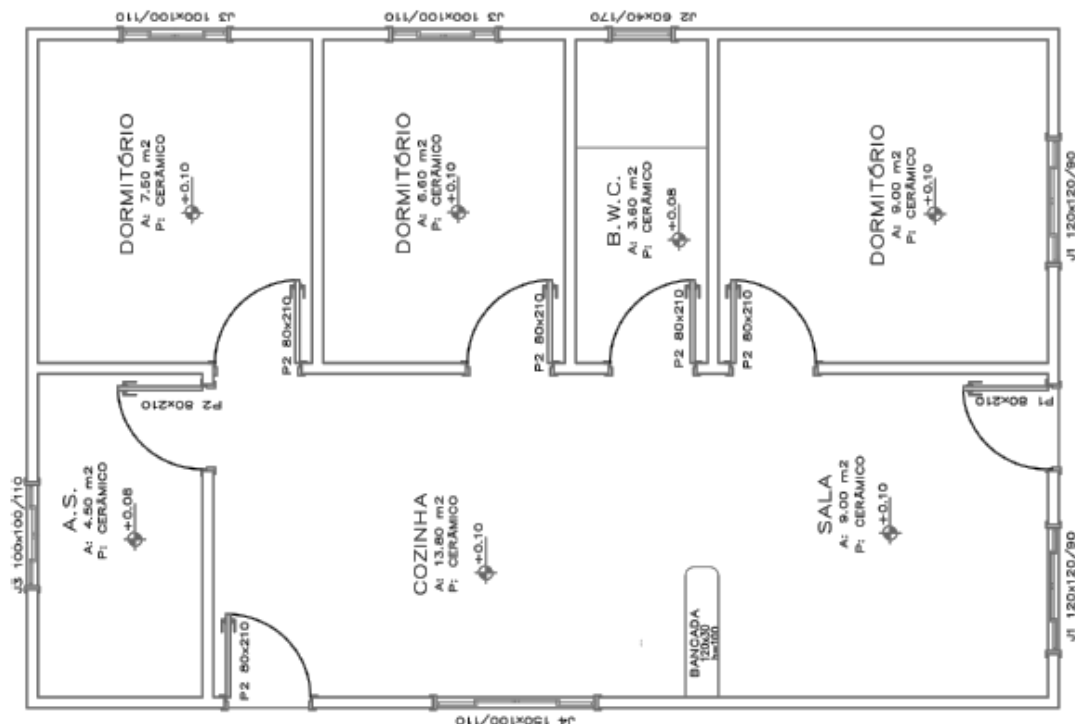 J3 100x100/110
J3 100x100/110
J2 60x40/170
DORMITÓRIO
A: 7.50 m2
P: CERÂMICO
+0.10
DORMITÓRIO
A: 6.60 m2
P: CERÂMICO
+0.10
B.W.C.
A: 3.60 m2
P: CERÂMICO
+0.08
DORMITÓRIO
A: 9.00 m2
P: CERÂMICO
+0.10
J1 120x120/90
P2 80x210
P2 80x210
P2 80x210
P2 80x210
P2 80x210
P1 80x210
J3 100x100/110
A.S.
A: 4.50 m2
P: CERÂMICO
+0.08
COZINHA
A: 13.80 m2
P: CERÂMICO
+0.10
SALA
A: 9.00 m2
P: CERÂMICO
+0.10
J1 120x120/90
P2 80x210
BANCADA
120x30
h=100
J4 150x100/110